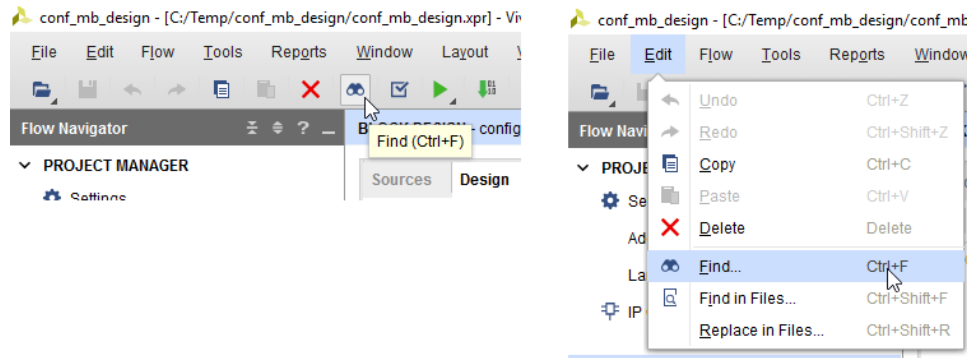 conf_mb_design - [C:/Temp/conf_mb_design/conf_mb_design.xpr] - Viv
File Edit Flow Tools Reports Window Layout
Find (Ctrl+F)
Flow Navigator
BLOCK DESIGN - config
PROJECT MANAGER
Settings
Sources Design
conf_mb_design - [C:/Temp/conf_mb_design/conf_mb
File Edit Flow Tools Reports Window
Flow Navi
PROJE
Se
Ad
La
IP
Undo Ctrl+Z
Redo Ctrl+Shift+Z
Copy Ctrl+C
Paste Ctrl+V
Delete Delete
Find... Ctrl+F
Find in Files... Ctrl+Shift+F
Replace in Files... Ctrl+Shift+R